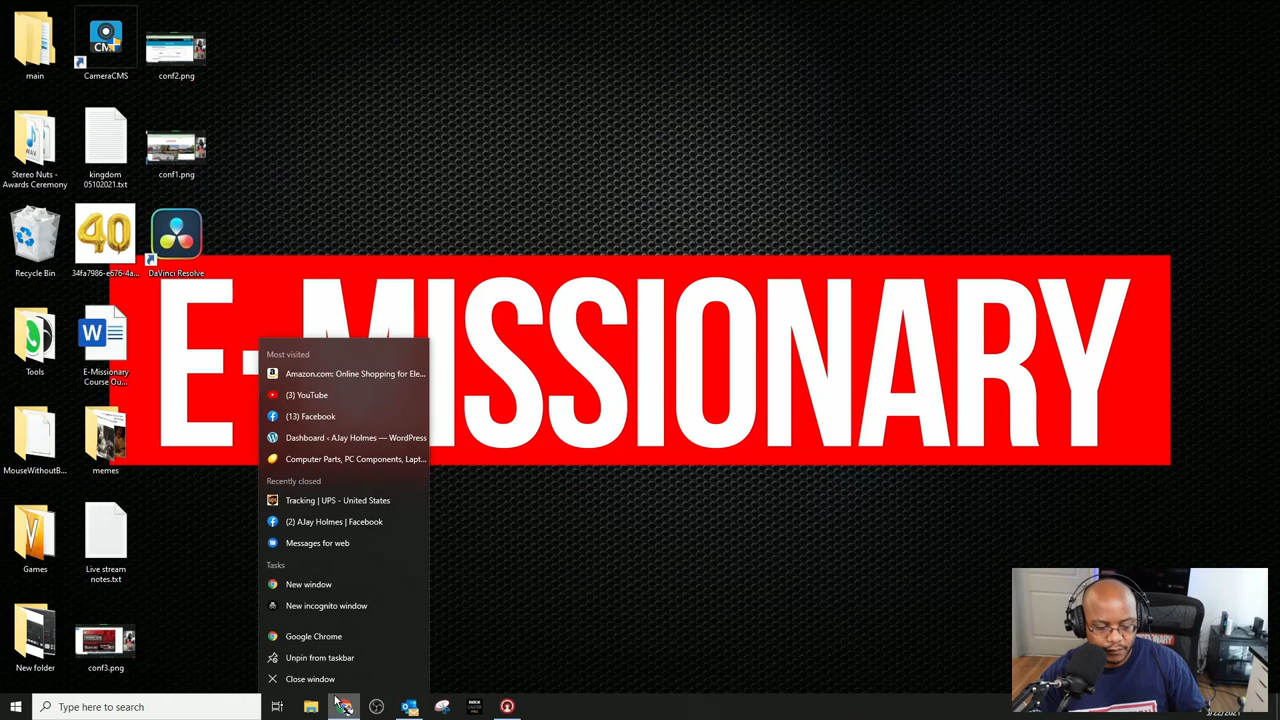 main
CameraCMS
conf2.png
Stereo Nuts -
Awards Ceremony
kingdom
05102021.txt
conf1.png
Recycle Bin
34fa7986-e676-4a...
DaVinci Resolve
E-MISSIONARY
Tools
E-Missionary
Course Ou...
MouseWithoutB...
memes
Games
Live stream
notes.txt
New folder
conf3.png
Most visited
Amazon.com: Online Shopping for Ele...
(3) YouTube
(13) Facebook
Dashboard ‹ AJay Holmes — WordPress
Computer Parts, PC Components, Lapt...
Recently closed
Tracking | UPS - United States
(2) AJay Holmes | Facebook
Messages for web
Tasks
New window
New incognito window
Google Chrome
Unpin from taskbar
Close window
Type here to search